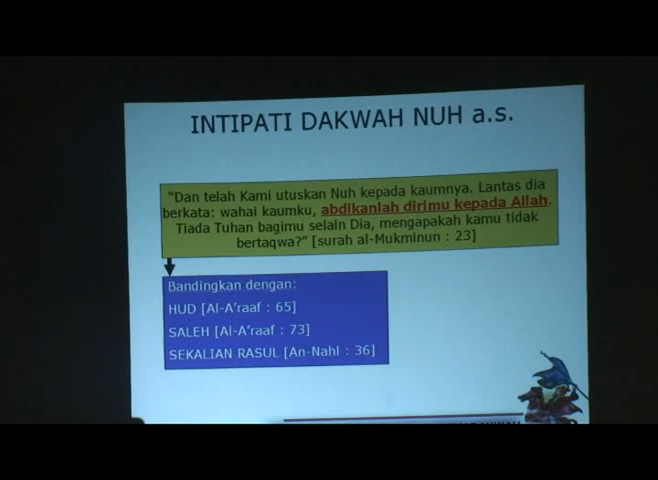 INTIPATI DAKWAH NUH a.s.
"Dan telah Kami utuskan Nuh kepada kaumnya. Lantas dia
berkata: wahai kaumku, abdikanlah dirimu kepada Allah.
Tiada Tuhan bagimu selain Dia, mengapakah kamu tidak
bertaqwa?" [surah al-Mukminun : 23]
Bandingkan dengan:
HUD [Al-A'raaf : 65]
SALEH [Al-A'raaf : 73]
SEKALIAN RASUL [An-Nahl : 36]